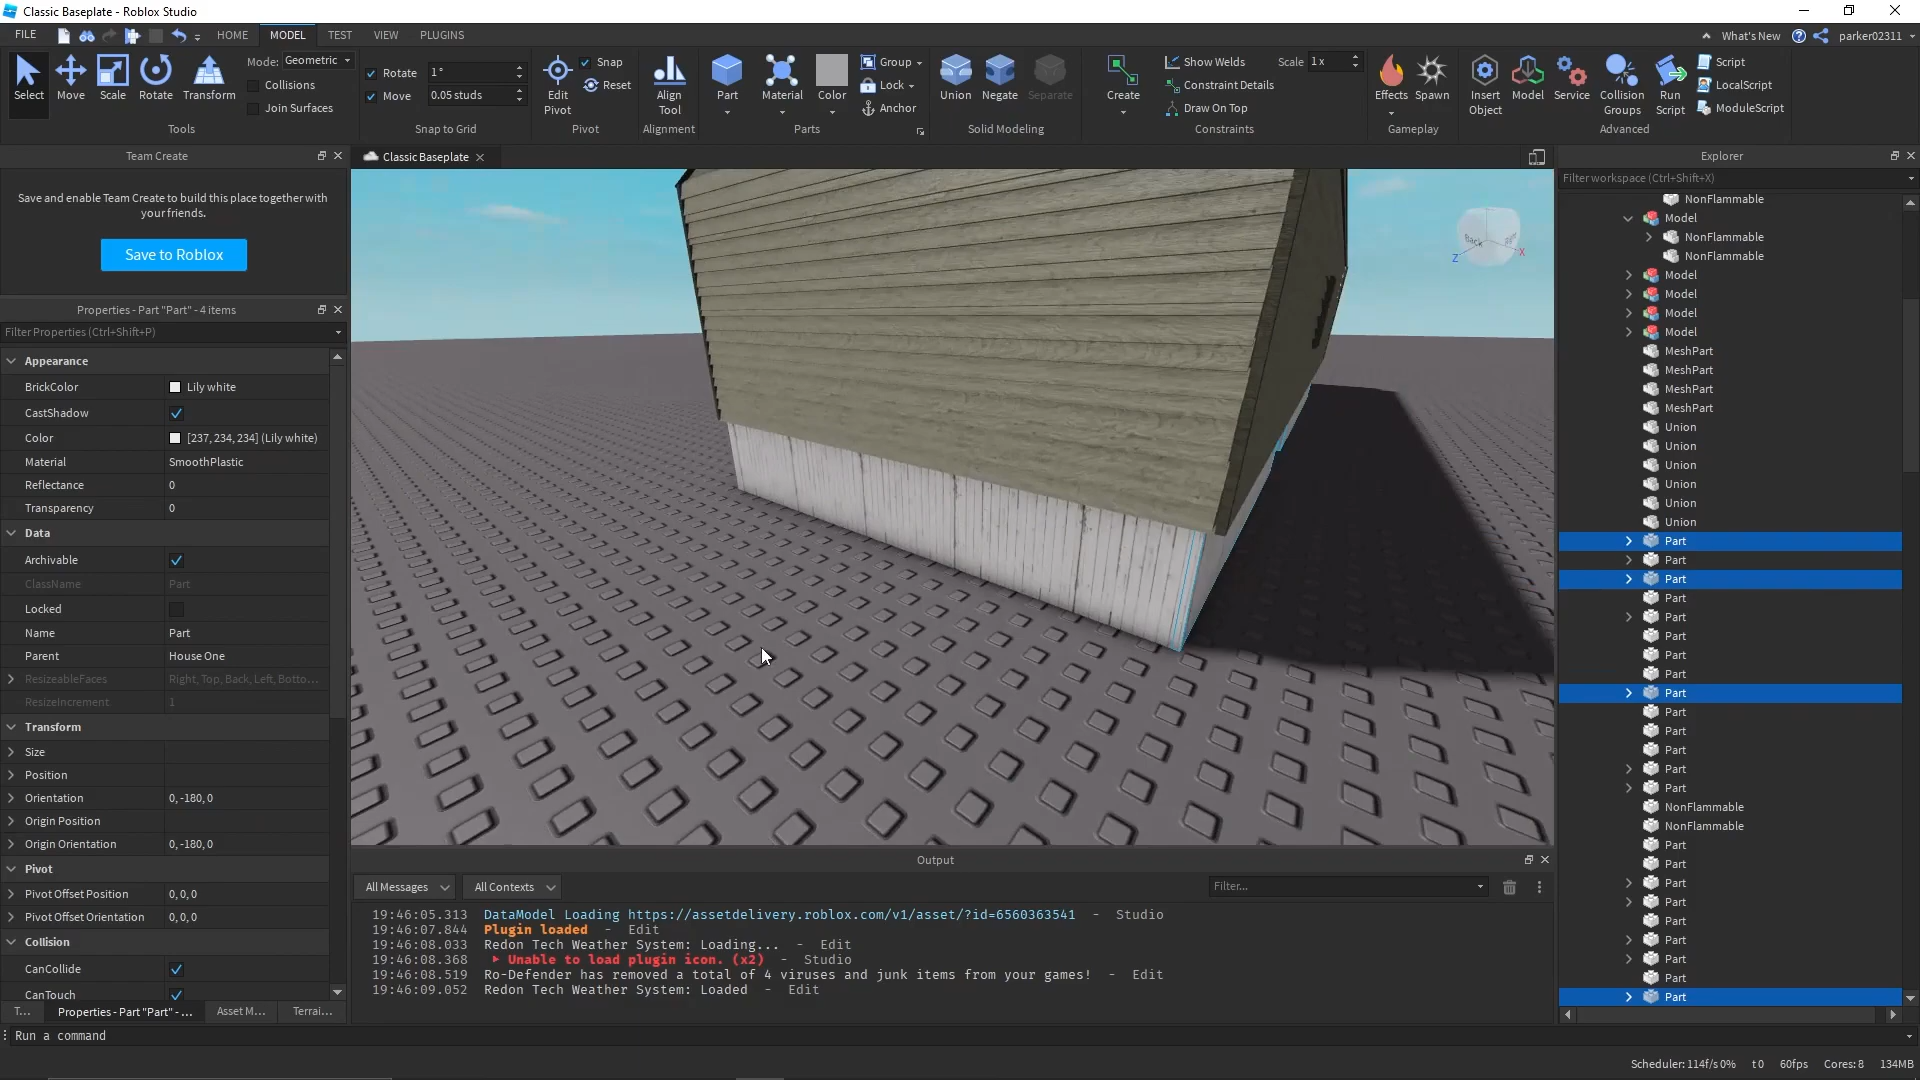 Classic Baseplate - Roblox Studio
FILE HOME MODEL TEST VIEW PLUGINS What's New parker02311
Select Move Scale Rotate Transform
Mode: Geometric
Collisions
Join Surfaces
Tools
Rotate 1°
Move 0.05 studs
Snap to Grid
Edit Pivot
Snap
Reset
Pivot
Align Tool
Alignment
Part Material Color
Group
Lock
Anchor
Parts
Union Negate Separate
Solid Modeling
Create
Show Welds
Constraint Details
Draw On Top
Scale 1x
Constraints
Effects Spawn
Gameplay
Insert Object Model Service Collision Groups Run Script
Script
LocalScript
ModuleScript
Advanced
Team Create
Save and enable Team Create to build this place together with
your friends.
Save to Roblox
Properties - Part "Part" - 4 items
Filter Properties (Ctrl+Shift+P)
Appearance
BrickColor Lily white
CastShadow
Color [237, 234, 234] (Lily white)
Material SmoothPlastic
Reflectance 0
Transparency 0
Data
Archivable
ClassName Part
Locked
Name Part
Parent House One
ResizeableFaces Right, Top, Back, Left, Botto...
ResizeIncrement 1
Transform
Size
Position
Orientation 0, -180, 0
Origin Position
Origin Orientation 0, -180, 0
Pivot
Pivot Offset Position 0, 0, 0
Pivot Offset Orientation 0, 0, 0
Collision
CanCollide
CanTouch
T... Properties - Part "Part" - ... Asset M... Terrai...
Classic Baseplate
Back
Z X
Output
All Messages All Contexts Filter...
19:46:05.313 DataModel Loading https://assetdelivery.roblox.com/v1/asset/?id=6560363541 - Studio
19:46:07.844 Plugin loaded - Edit
19:46:08.033 Redon Tech Weather System: Loading... - Edit
19:46:08.368 Unable to load plugin icon. (x2) - Studio
19:46:08.519 Ro-Defender has removed a total of 4 viruses and junk items from your games! - Edit
19:46:09.052 Redon Tech Weather System: Loaded - Edit
Explorer
Filter workspace (Ctrl+Shift+X)
NonFlammable
Model
NonFlammable
NonFlammable
Model
Model
Model
Model
MeshPart
MeshPart
MeshPart
MeshPart
Union
Union
Union
Union
Union
Union
Part
Part
Part
Part
Part
Part
Part
Part
Part
Part
Part
Part
Part
Part
NonFlammable
NonFlammable
Part
Part
Part
Part
Part
Part
Part
Part
Part
Run a command
Scheduler: 114f/s 0% t 0 60fps Cores: 8 134MB